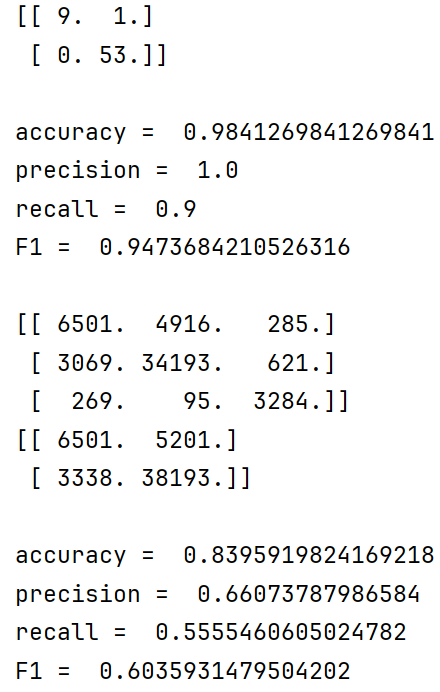 [[ 9.  1.]
 [ 0. 53.]]
accuracy =  0.9841269841269841
precision =  1.0
recall =  0.9
F1 =  0.9473684210526316
[[ 6501.  4916.   285.]
 [ 3069. 34193.   621.]
 [  269.    95.  3284.]]
[[ 6501.  5201.]
 [ 3338. 38193.]]
accuracy =  0.8395919824169218
precision =  0.66073787986584
recall =  0.5555460605024782
F1 =  0.6035931479504202